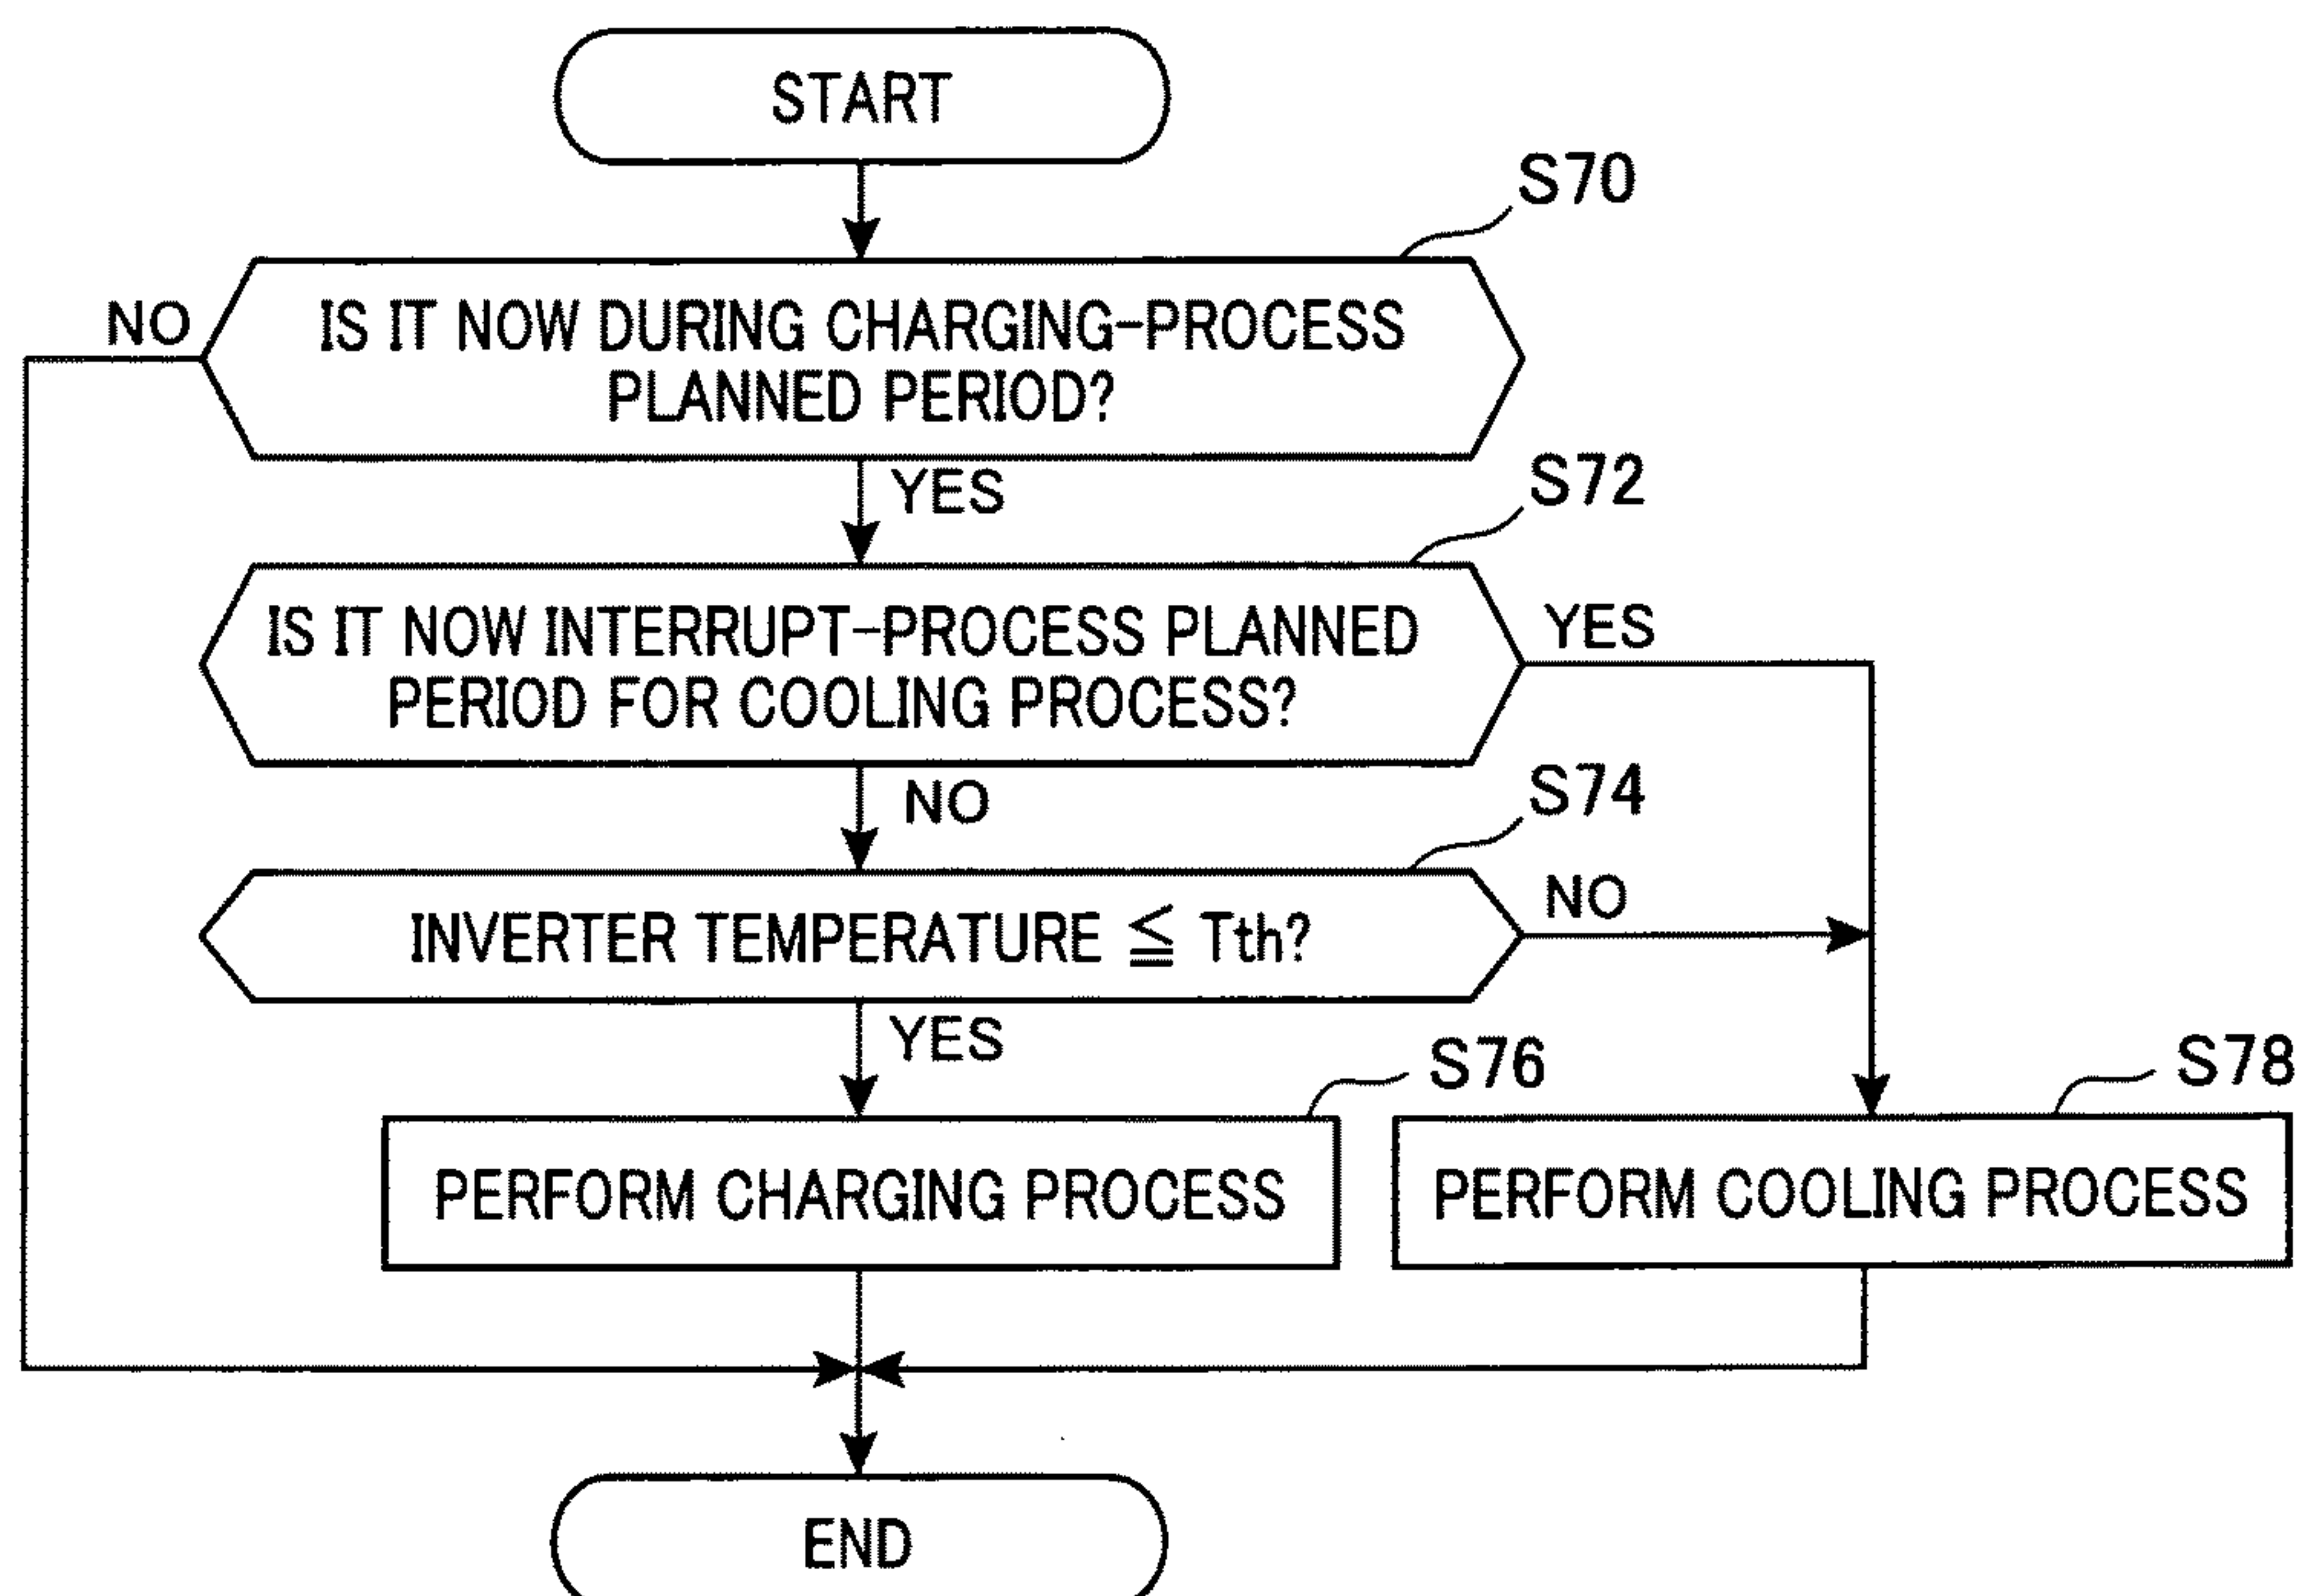 START
S70
NO
IS IT NOW DURING CHARGING-PROCESS
PLANNED PERIOD?
YES
S72
IS IT NOW INTERRUPT-PROCESS PLANNED
PERIOD FOR COOLING PROCESS?
YES
NO
S74
INVERTER TEMPERATURE ≦ Tth?
NO
YES
S76
S78
PERFORM CHARGING PROCESS
PERFORM COOLING PROCESS
END